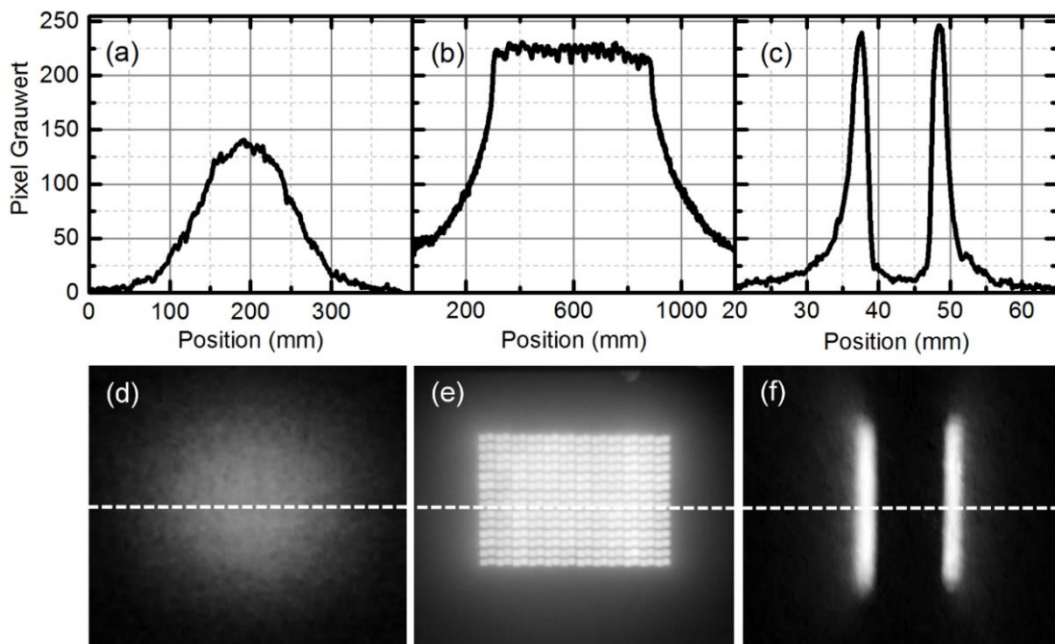 Pixel Grauwert
250
200
150
100
50
0
(a) (b) (c)
0 100 200 300 200 600 1000 20 30 40 50 60
Position (mm) Position (mm) Position (mm)
(d) (e) (f)